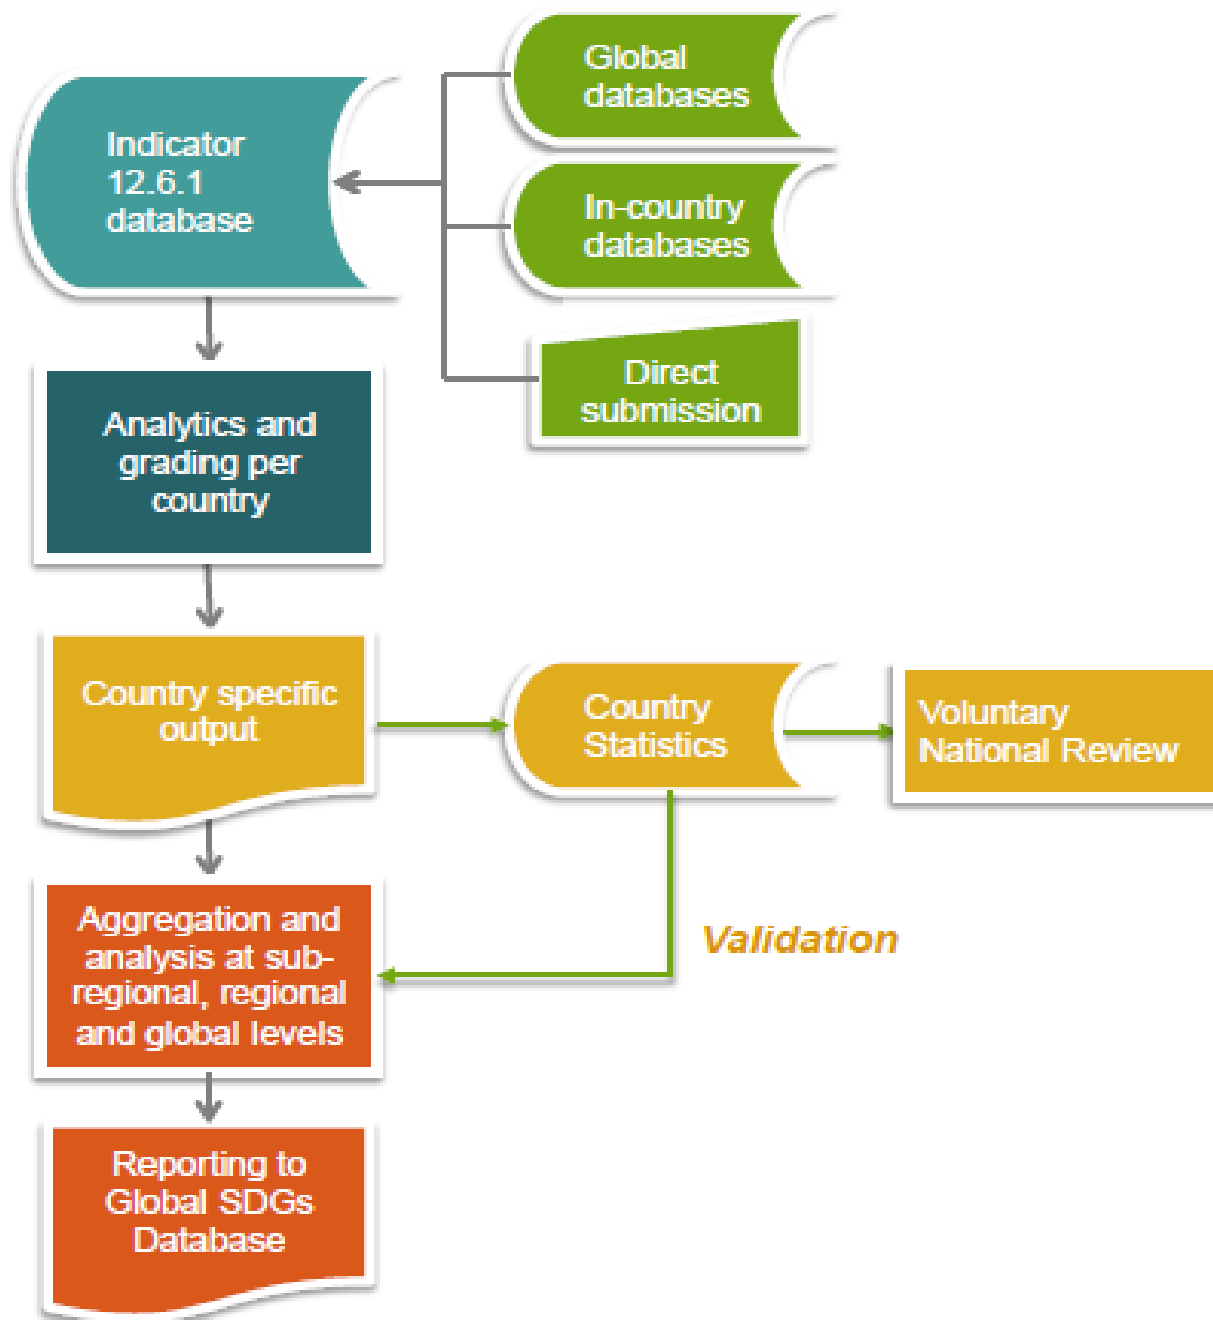 Global
databases
Indicator
12.6.1
database
In-country
databases
Direct
submission
Analytics and
grading per
country
Country specific
output
Country
Statistics
Voluntary
National Review
Aggregation and
analysis at sub-
regional, regional
and global levels
Validation
Reporting to
Global SDGs
Database